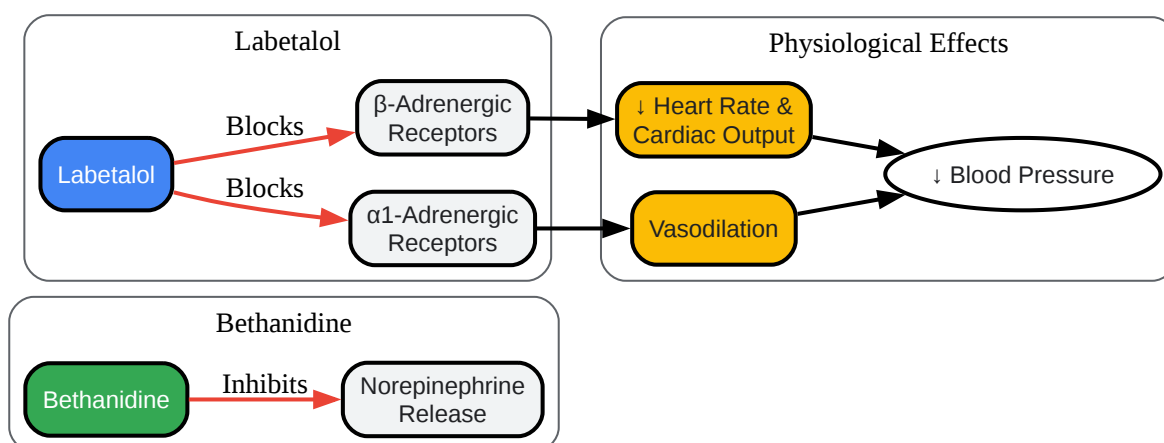 Labetalol
Physiological Effects
Labetalol
Blocks
Blocks
β-Adrenergic
Receptors
α1-Adrenergic
Receptors
↓ Heart Rate &
Cardiac Output
Vasodilation
↓ Blood Pressure
Bethanidine
Bethanidine
Inhibits
Norepinephrine
Release